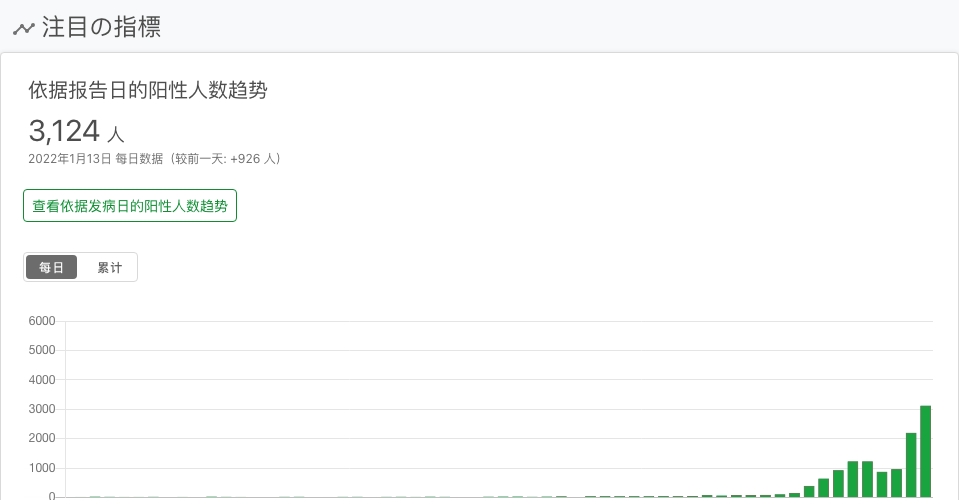 注目の指標
依据报告日的阳性人数趋势
3,124 人
2022年1月13日 每日数据（较前一天: +926 人）
查看依据发病日的阳性人数趋势
每日 累计
6000
5000
4000
3000
2000
1000
0